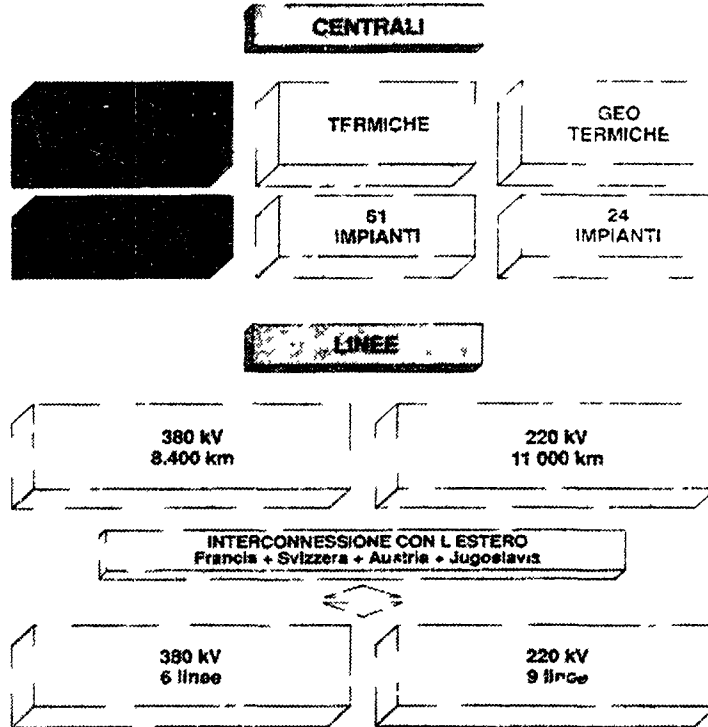 CENTRALI
TERMICHE
GEO
TERMICHE
61
IMPIANTI
24
IMPIANTI
LINEE
380 kV
8.400 km
220 kV
11 000 km
INTERCONNESSIONE CON L ESTERO
Francia + Svizzera + Austria + Jugoslavia
380 kV
6 linee
220 kV
9 linee